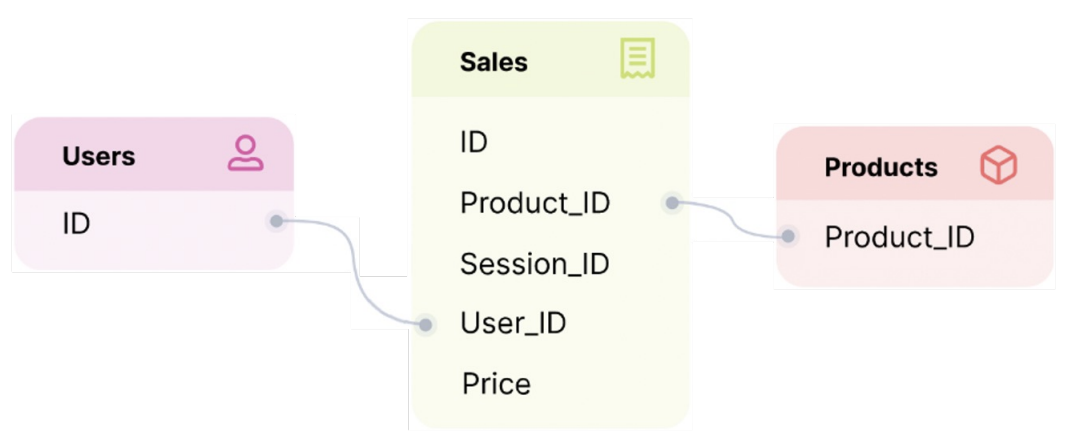 Users
ID
Sales
ID
Product_ID
Session_ID
User_ID
Price
Products
Product_ID